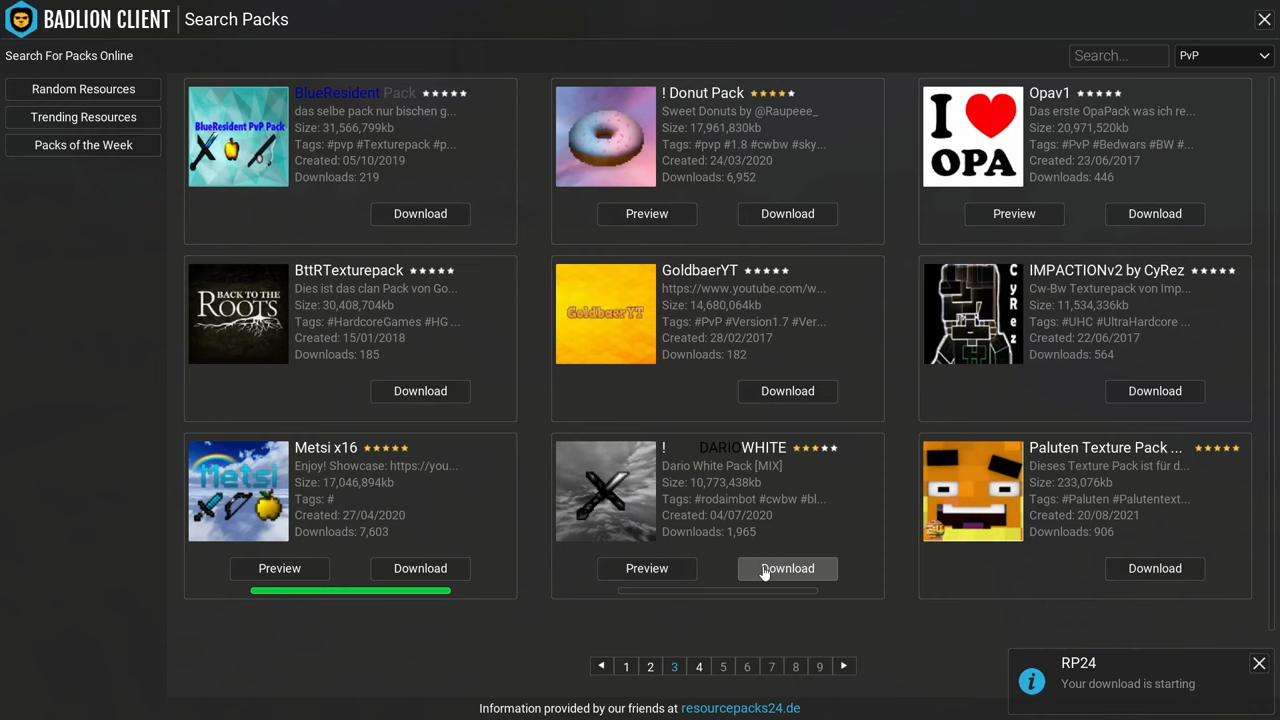 BADLION CLIENT
Search Packs
Search For Packs Online
Search...
PvP
Random Resources
Trending Resources
Packs of the Week
BlueResident PvP Pack
BlueResident Pack
das selbe pack nur bischen g...
Size: 31,566,799kb
Tags: #pvp #Texturepack #p...
Created: 05/10/2019
Downloads: 219
Download
! Donut Pack
Sweet Donuts by @Raupeee_
Size: 17,961,830kb
Tags: #pvp #1.8 #cwbw #sky...
Created: 24/03/2020
Downloads: 6,952
Preview
Download
I
OPA
Opav1
Das erste OpaPack was ich re...
Size: 20,971,520kb
Tags: #PvP #Bedwars #BW #...
Created: 23/06/2017
Downloads: 446
Preview
Download
BACK TO THE
ROOTS
BttRTexturepack
Dies ist das clan Pack von Go...
Size: 30,408,704kb
Tags: #HardcoreGames #HG ...
Created: 15/01/2018
Downloads: 185
Download
GoldbaerYT
GoldbaerYT
https://www.youtube.com/w...
Size: 14,680,064kb
Tags: #PvP #Version1.7 #Ver...
Created: 28/02/2017
Downloads: 182
Download
CyRez
IMPACTIONv2 by CyRez
Cw-Bw Texturepack von Imp...
Size: 11,534,336kb
Tags: #UHC #UltraHardcore ...
Created: 22/06/2017
Downloads: 564
Download
Metsi
Metsi x16
Enjoy! Showcase: https://you...
Size: 17,046,894kb
Tags: #
Created: 27/04/2020
Downloads: 7,603
Preview
Download
! DARIOWHITE
Dario White Pack [MIX]
Size: 10,773,438kb
Tags: #rodaimbot #cwbw #bl...
Created: 04/07/2020
Downloads: 1,965
Preview
Download
Paluten Texture Pack ...
Dieses Texture Pack ist für d...
Size: 233,076kb
Tags: #Paluten #Palutentext...
Created: 20/08/2021
Downloads: 906
Download
1 2 3 4 5 6 7 8 9
RP24
Your download is starting
Information provided by our friends at resourcepacks24.de